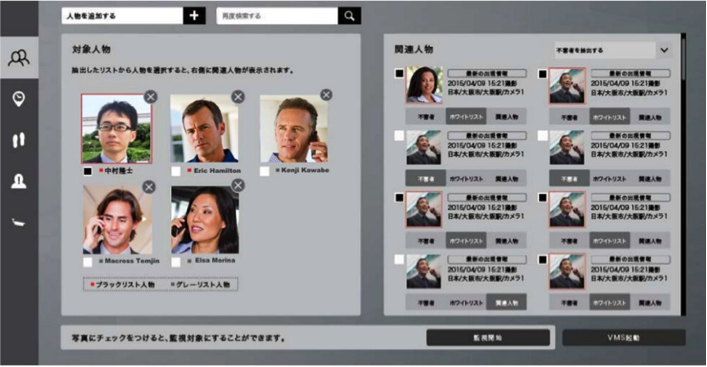 人物を追加する
再度検索する
対象人物
抽出したリストから人物を選択すると、右側に関連人物が表示されます。
中村隆士
Eric Hamilton
Kenji Kawabe
Macross Temjin
Elsa Morina
ブラックリスト人物 グレーリスト人物
関連人物
不審者を抽出する
最新の出現情報
2015/04/09 15:21撮影
日本/大阪市/大阪駅/カメラ1
不審者 ホワイトリスト 関連人物
最新の出現情報
2015/04/09 15:21撮影
日本/大阪市/大阪駅/カメラ1
不審者 ホワイトリスト 関連人物
最新の出現情報
2015/04/09 15:21撮影
日本/大阪市/大阪駅/カメラ1
不審者 ホワイトリスト 関連人物
最新の出現情報
2015/04/09 15:21撮影
日本/大阪市/大阪駅/カメラ1
不審者 ホワイトリスト 関連人物
最新の出現情報
2015/04/09 15:21撮影
日本/大阪市/大阪駅/カメラ1
不審者 ホワイトリスト 関連人物
最新の出現情報
2015/04/09 15:21撮影
日本/大阪市/大阪駅/カメラ1
不審者 ホワイトリスト 関連人物
最新の出現情報
2015/04/09 15:21撮影
日本/大阪市/大阪駅/カメラ1
不審者 ホワイトリスト 関連人物
最新の出現情報
2015/04/09 15:21撮影
日本/大阪市/大阪駅/カメラ1
不審者 ホワイトリスト 関連人物
写真にチェックをつけると、監視対象にすることができます。
監視開始
VMS起動